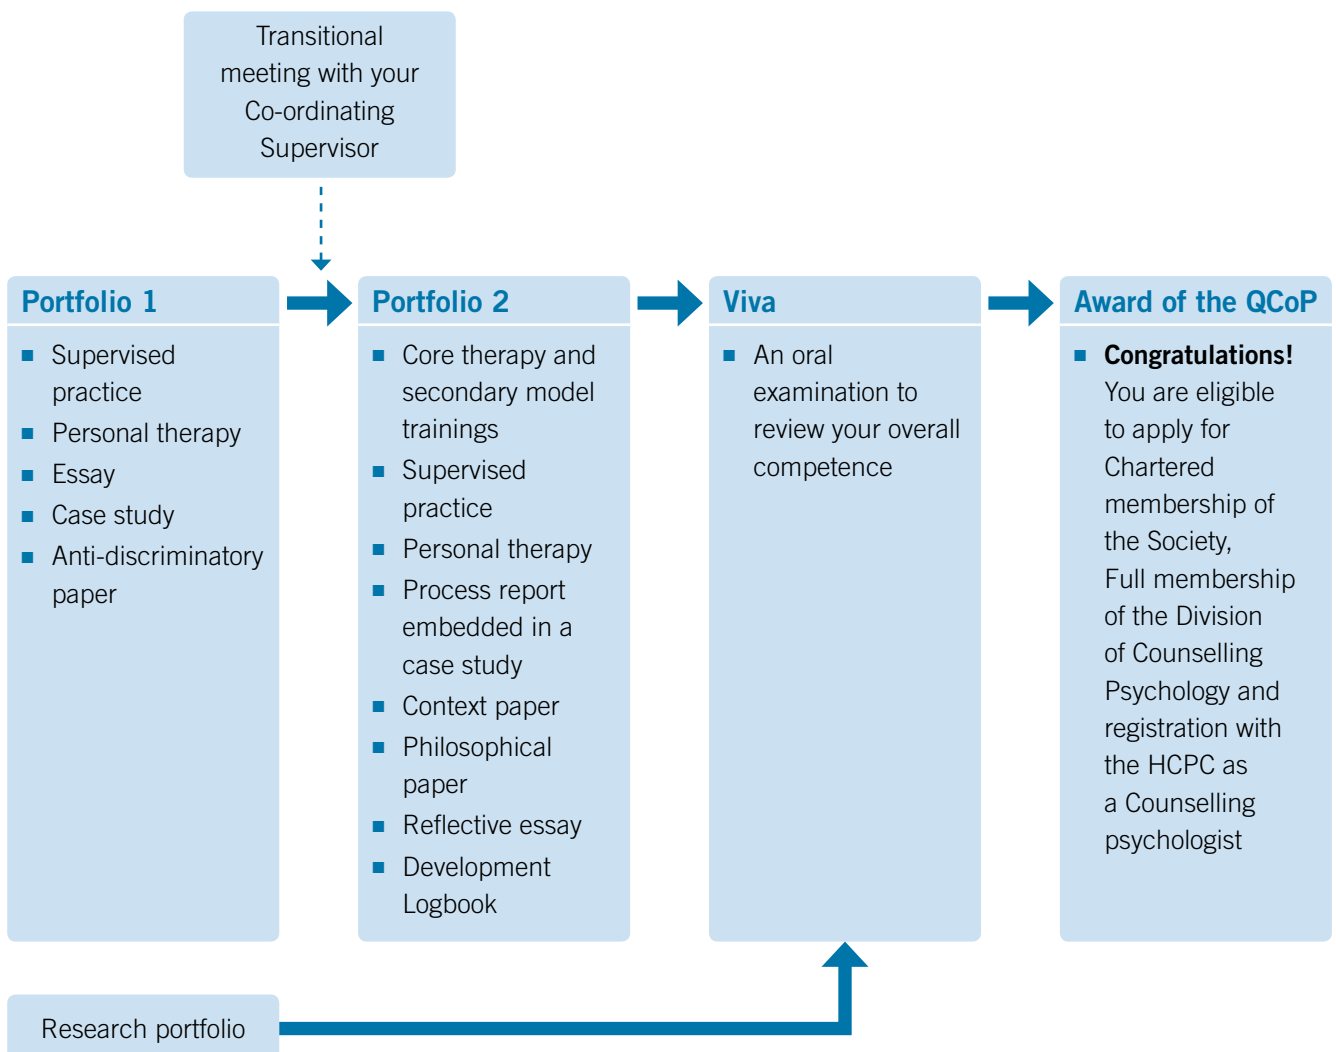 Transitional
meeting with your
Co-ordinating
Supervisor
Portfolio 1
■ Supervised
practice
■ Personal therapy
■ Essay
■ Case study
■ Anti-discriminatory
paper
Portfolio 2
■ Core therapy and
secondary model
trainings
■ Supervised
practice
■ Personal therapy
■ Process report
embedded in a
case study
■ Context paper
■ Philosophical
paper
■ Reflective essay
■ Development
Logbook
Viva
■ An oral
examination to
review your overall
competence
Award of the QCoP
■ Congratulations!
You are eligible
to apply for
Chartered
membership of
the Society,
Full membership
of the Division
of Counselling
Psychology and
registration with
the HCPC as
a Counselling
psychologist
Research portfolio